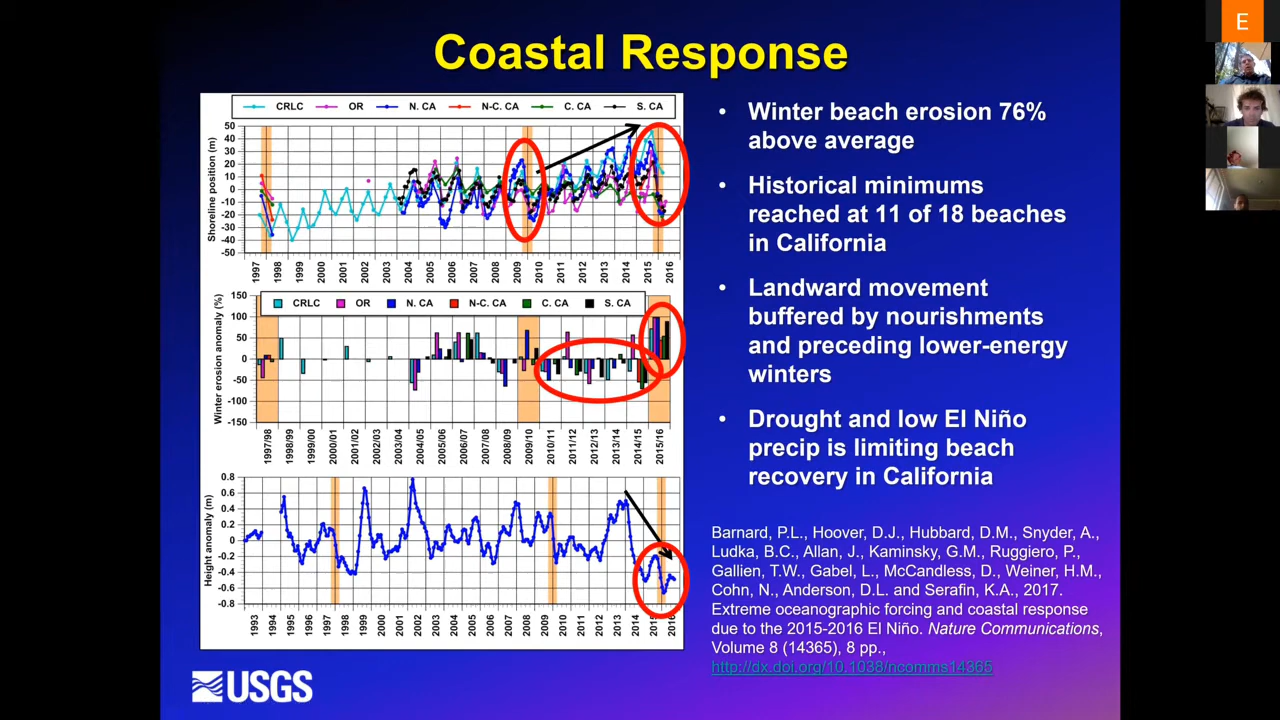 E
Coastal Response
CRLC OR N. CA N-C. CA C. CA S. CA
Shoreline position (m)
50
40
30
20
10
0
-10
-20
-30
-40
-50
1997 1998 1999 2000 2001 2002 2003 2004 2005 2006 2007 2008 2009 2010 2011 2012 2013 2014 2015 2016
CRLC OR N. CA N-C. CA C. CA S. CA
Winter erosion anomaly (%)
150
100
50
0
-50
-100
-150
1997/98 1998/99 1999/00 2000/01 2001/02 2002/03 2003/04 2004/05 2005/06 2006/07 2007/08 2008/09 2009/10 2010/11 2011/12 2012/13 2013/14 2014/15 2015/16
Height anomaly (m)
0.8
0.6
0.4
0.2
0
-0.2
-0.4
-0.6
-0.8
1993 1994 1995 1996 1997 1998 1999 2000 2001 2002 2003 2004 2005 2006 2007 2008 2009 2010 2011 2012 2013 2014 2015 2016
• Winter beach erosion 76%
above average
• Historical minimums
reached at 11 of 18 beaches
in California
• Landward movement
buffered by nourishments
and preceding lower-energy
winters
• Drought and low El Niño
precip is limiting beach
recovery in California
Barnard, P.L., Hoover, D.J., Hubbard, D.M., Snyder, A.,
Ludka, B.C., Allan, J., Kaminsky, G.M., Ruggiero, P.,
Gallien, T.W., Gabel, L., McCandless, D., Weiner, H.M.,
Cohn, N., Anderson, D.L. and Serafin, K.A., 2017.
Extreme oceanographic forcing and coastal response
due to the 2015-2016 El Niño. Nature Communications,
Volume 8 (14365), 8 pp.,
http://dx.doi.org/10.1038/ncomms14365
USGS